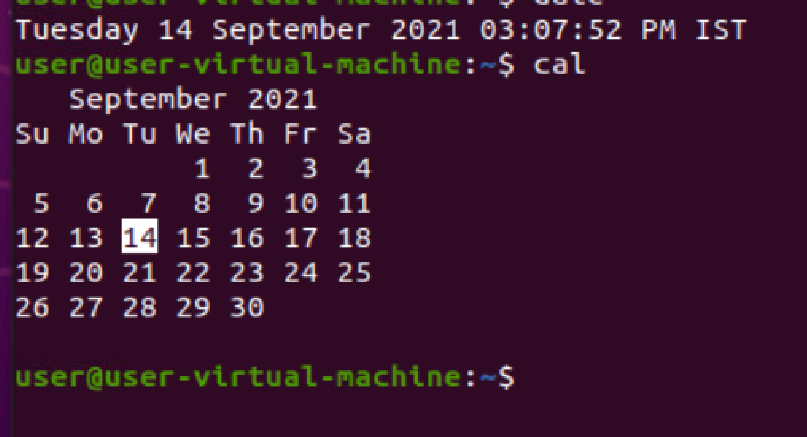 user@user-virtual-machine:~$ date
Tuesday 14 September 2021 03:07:52 PM IST
user@user-virtual-machine:~$ cal
   September 2021
Su Mo Tu We Th Fr Sa
          1  2  3  4
 5  6  7  8  9 10 11
12 13 14 15 16 17 18
19 20 21 22 23 24 25
26 27 28 29 30
user@user-virtual-machine:~$